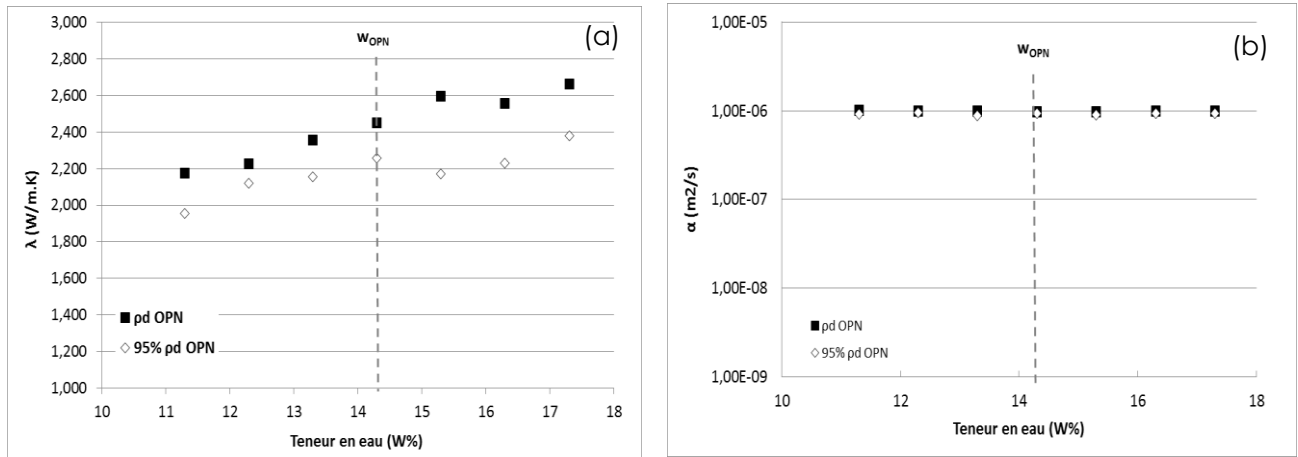 (a)
wOPN
λ (W/m.K)
3,000
2,800
2,600
2,400
2,200
2,000
1,800
1,600
1,400
1,200
1,000
ρd OPN
95% ρd OPN
10 11 12 13 14 15 16 17 18
Teneur en eau (W%)
(b)
wOPN
α (m2/s)
1,00E-05
1,00E-06
1,00E-07
1,00E-08
1,00E-09
ρd OPN
95% ρd OPN
10 12 14 16 18
Teneur en eau (W%)